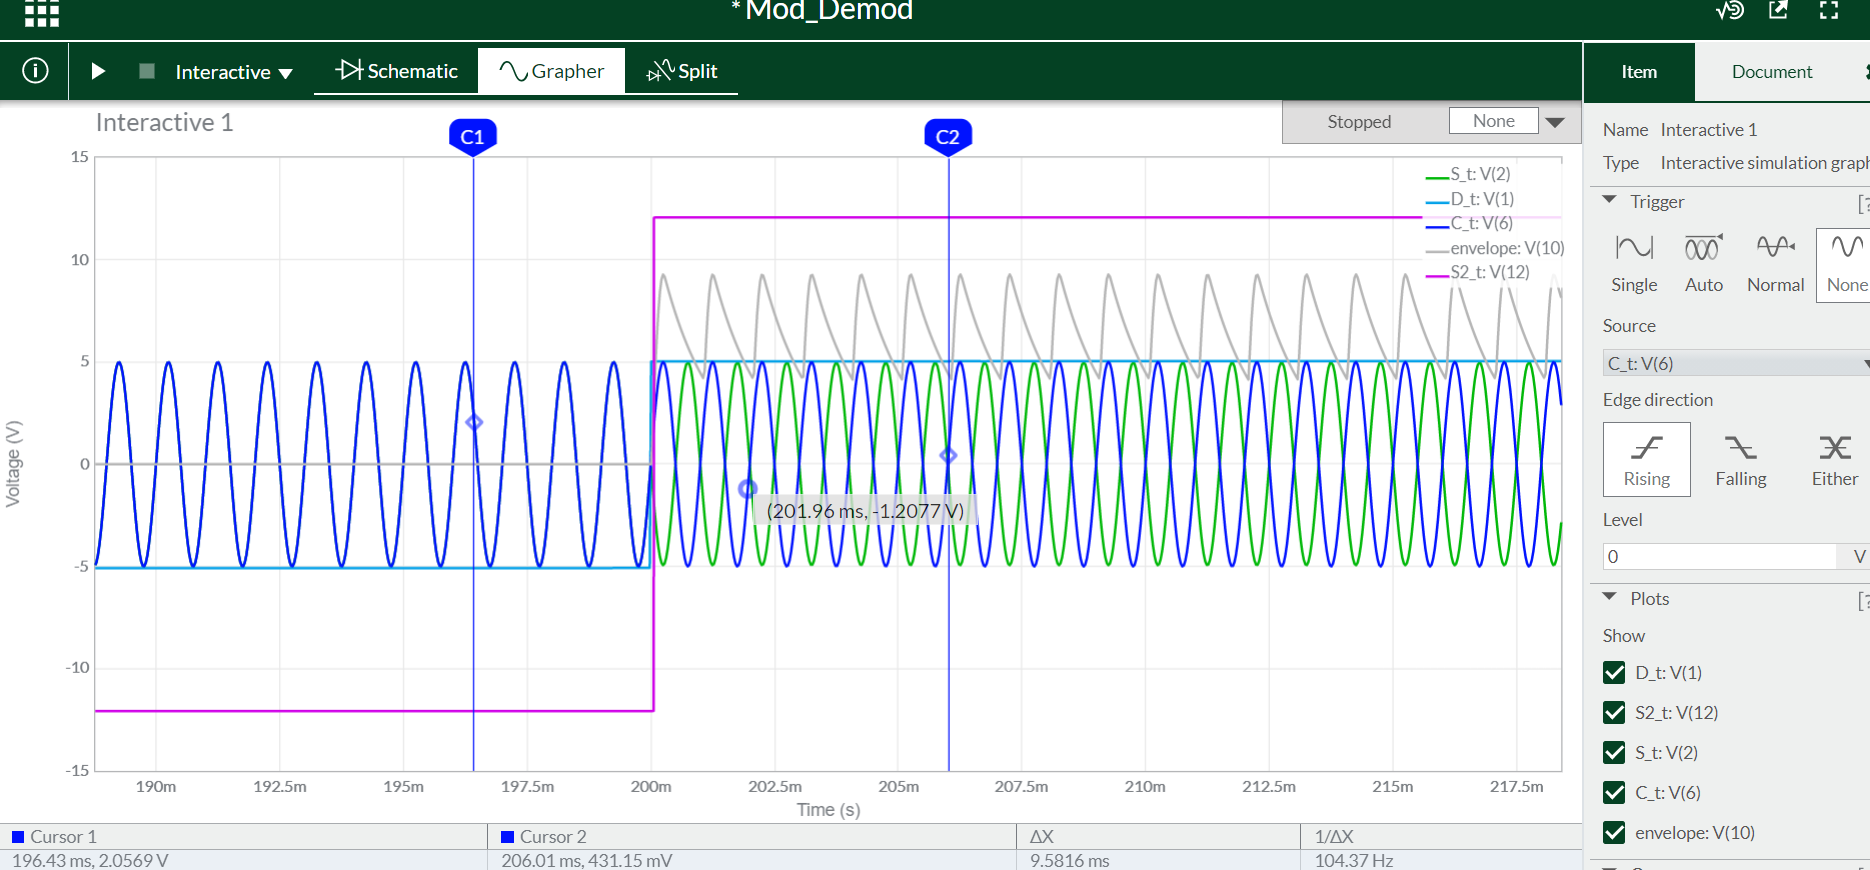 *Mod_Demod
Interactive
Schematic
Grapher
Split
Item
Document
Interactive 1
Stopped
None
C1
C2
15
10
5
0
-5
-10
-15
Voltage (V)
S_t: V(2)
D_t: V(1)
C_t: V(6)
envelope: V(10)
S2_t: V(12)
(201.96 ms, -1.2077 V)
190m
192.5m
195m
197.5m
200m
202.5m
205m
207.5m
210m
212.5m
215m
217.5m
Time (s)
Cursor 1
Cursor 2
ΔX
1/ΔX
196.43 ms, 2.0569 V
206.01 ms, 431.15 mV
9.5816 ms
104.37 Hz
Name Interactive 1
Type Interactive simulation graph
Trigger [?
Single
Auto
Normal
None
Source
C_t: V(6)
Edge direction
Rising
Falling
Either
Level
0 V
Plots [?
Show
D_t: V(1)
S2_t: V(12)
S_t: V(2)
C_t: V(6)
envelope: V(10)